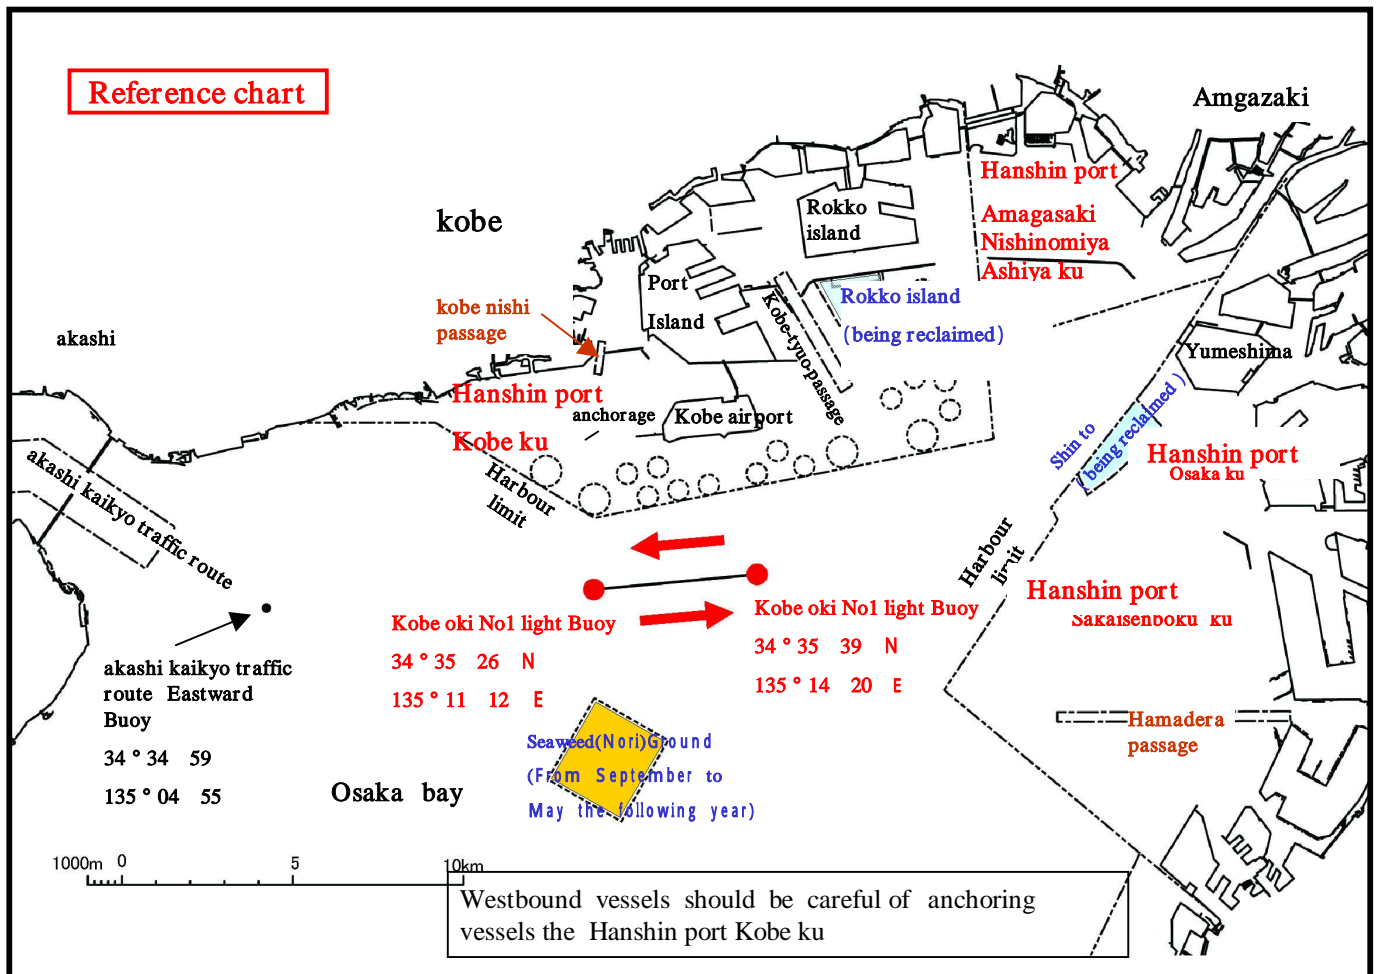 Reference chart
Amgazaki
Hanshin port
Amagasaki
Nishinomiya
Ashiya ku
kobe
Rokko
island
Port
Island
kobe nishi
passage
Kobe-tyuo-passage
Rokko island
(being reclaimed)
akashi
Yumeshima
Hanshin port
Kobe ku
anchorage
Kobe airport
Shin to
( being reclaimed )
Hanshin port
Osaka ku
akashi kaikyo traffic route
Harbour
limit
Harbour
limit
Hanshin port
Sakaisenboku ku
Kobe oki No1 light Buoy
34 ° 35 26 N
135 ° 11 12 E
Kobe oki No1 light Buoy
34 ° 35 39 N
135 ° 14 20 E
akashi kaikyo traffic
route Eastward
Buoy
34 ° 34 59
135 ° 04 55
Hamadera
passage
Seaweed(Nori)Ground
(From September to
May the following year)
Osaka bay
1000m 0 5 10km
Westbound vessels should be careful of anchoring
vessels the Hanshin port Kobe ku